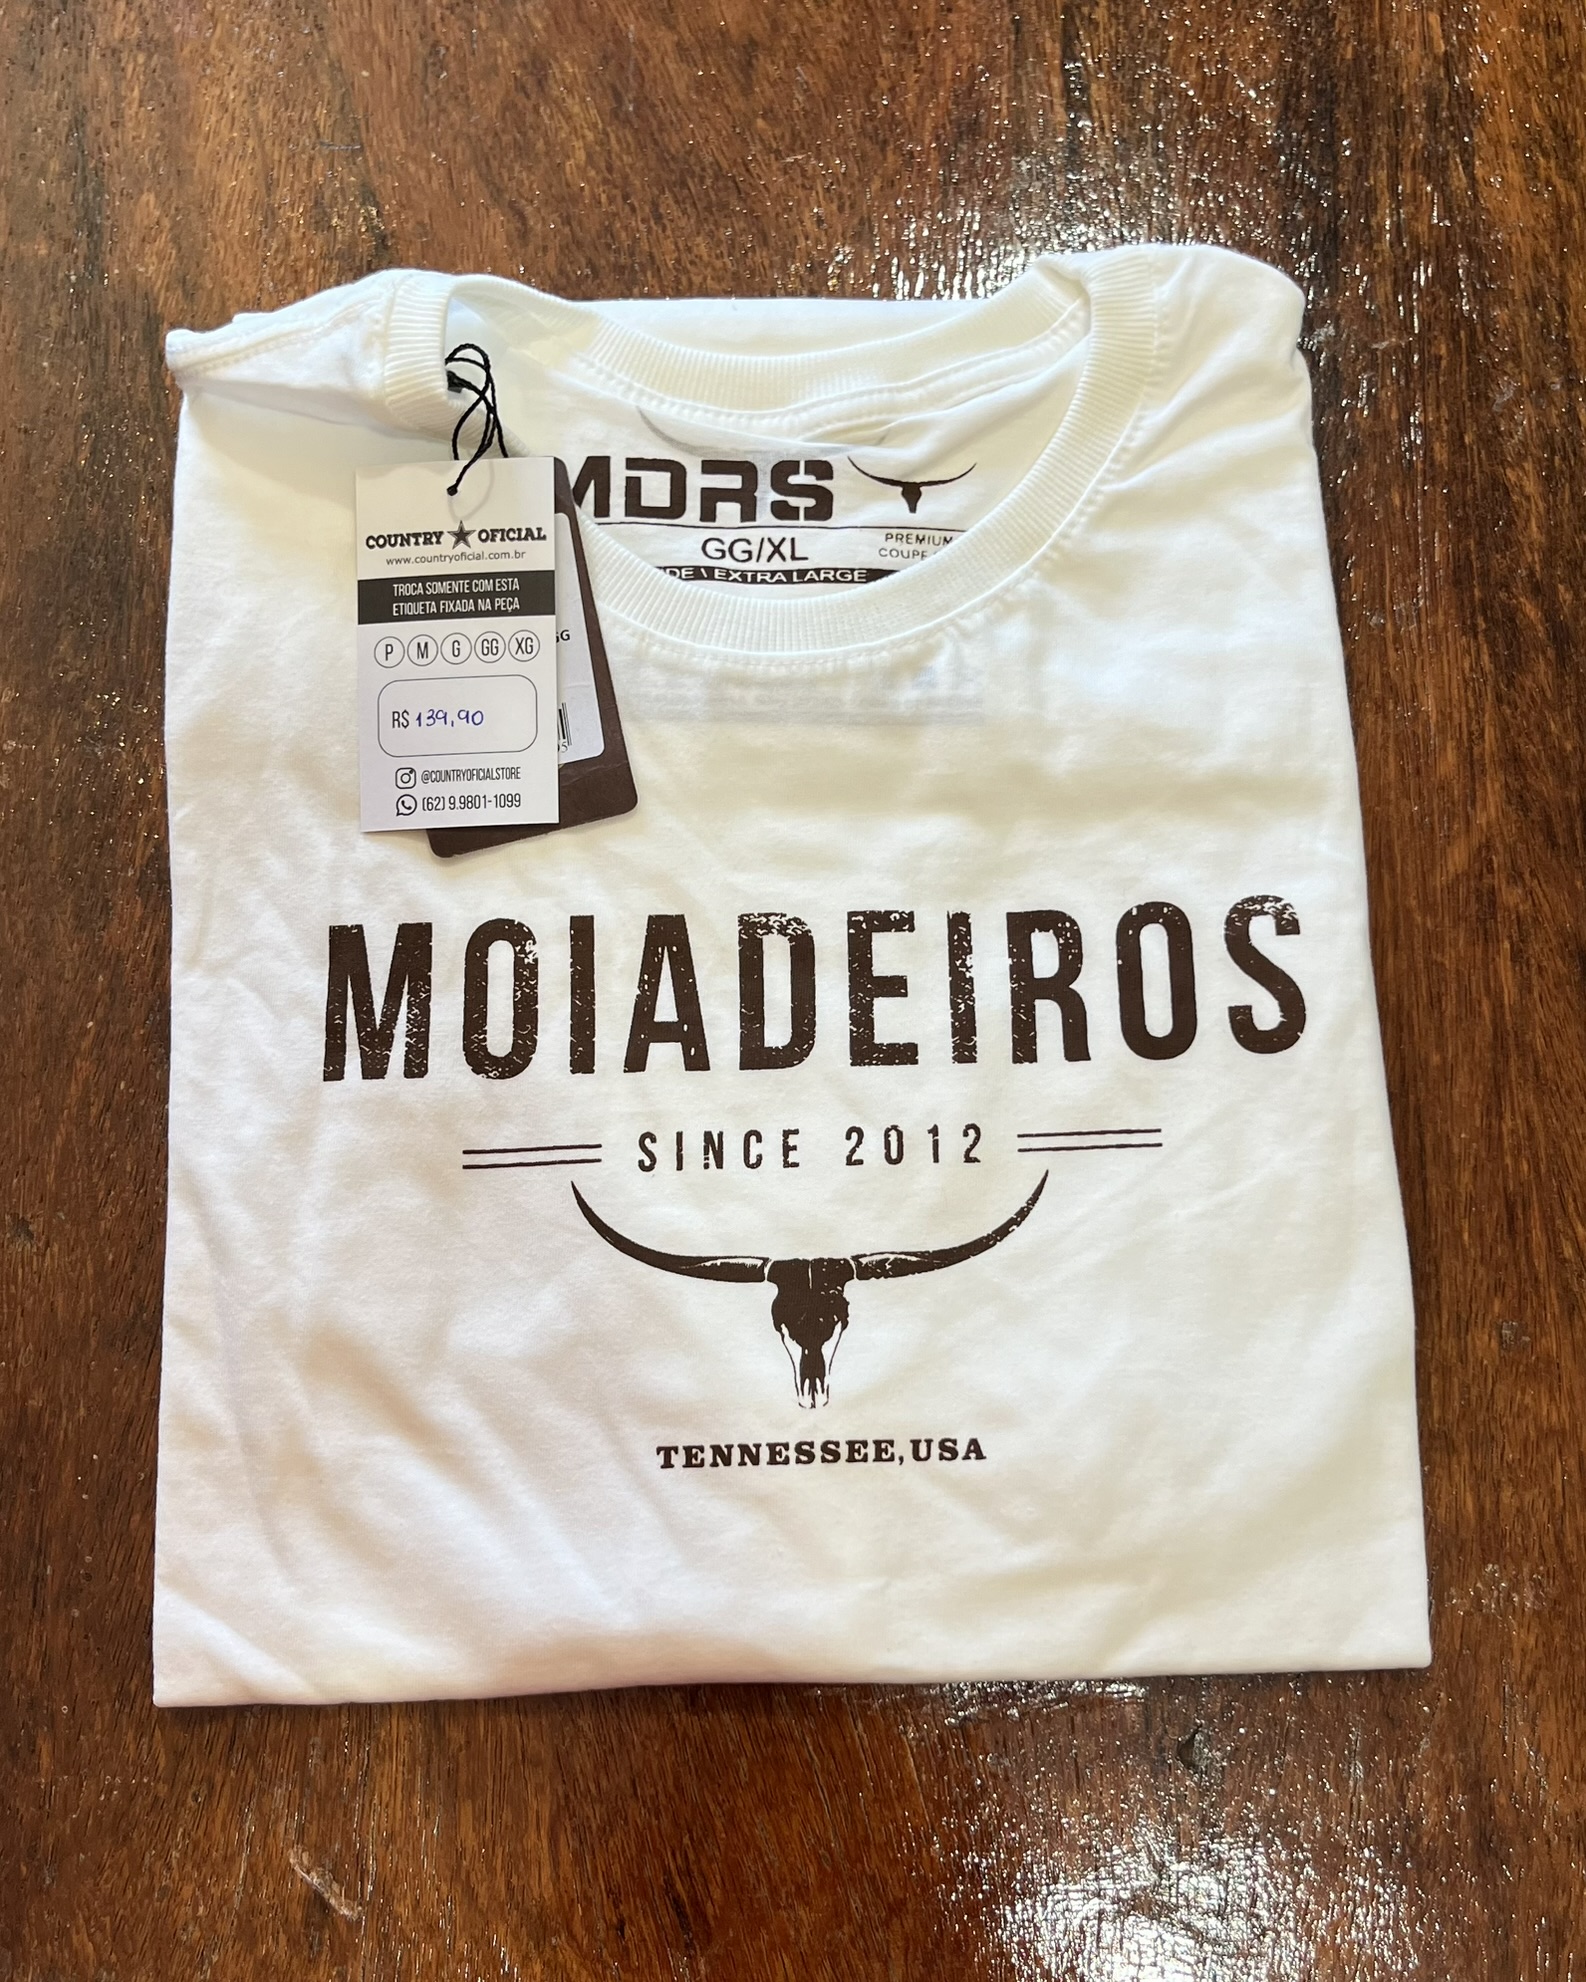 MDRS
GG/XL
PREMIUM
COUPE
EXTRA LARGE
COUNTRY OFICIAL
www.countryoficial.com.br
TROCA SOMENTE COM ESTA
ETIQUETA FIXADA NA PEÇA
P M G GG XG
R$ 139,90
@COUNTRYOFICIALSTORE
(62) 9.9801-1099
MOIADEIROS
SINCE 2012
TENNESSEE, USA